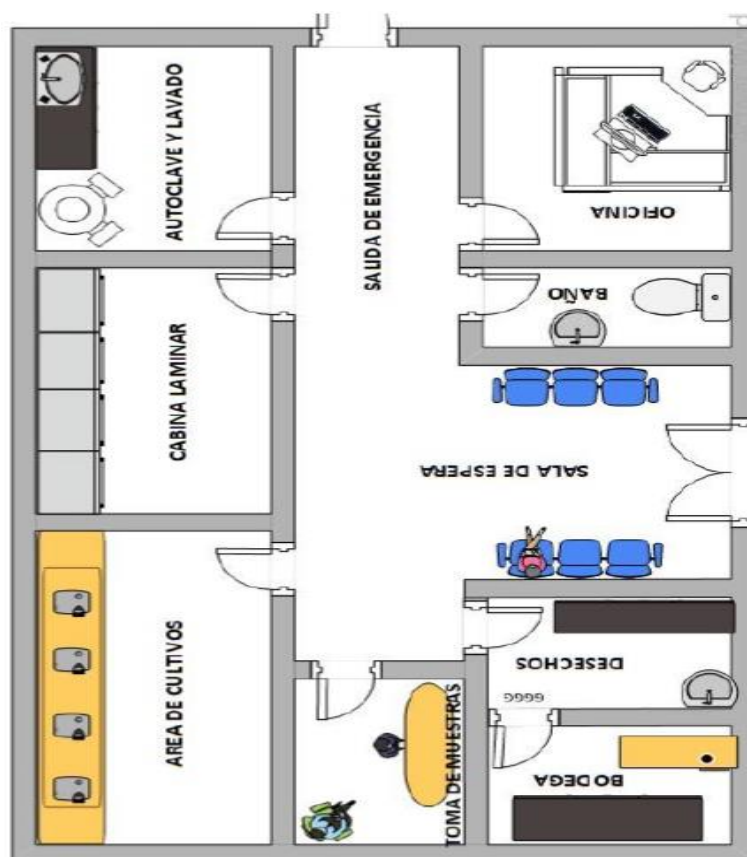 AUTOCLAVE Y LAVADO
SALIDA DE EMERGENCIA
OFICINA
BAÑO
CABINA LAMINAR
SALA DE ESPERA
AREA DE CULTIVOS
TOMA DE MUESTRAS
DESECHOS
GGGG
BODEGA